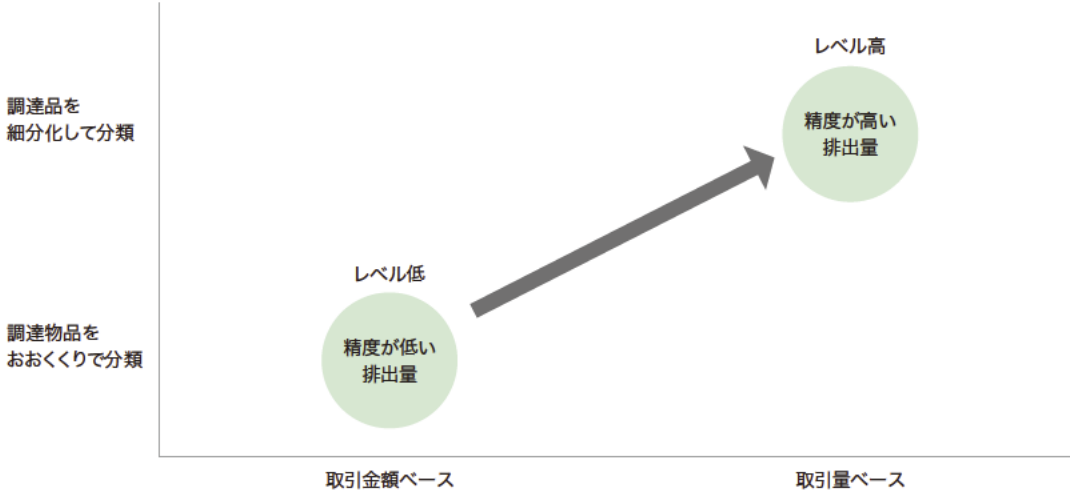 レベル高
調達品を
細分化して分類
精度が高い
排出量
レベル低
調達物品を
おおくくりで分類
精度が低い
排出量
取引金額ベース
取引量ベース